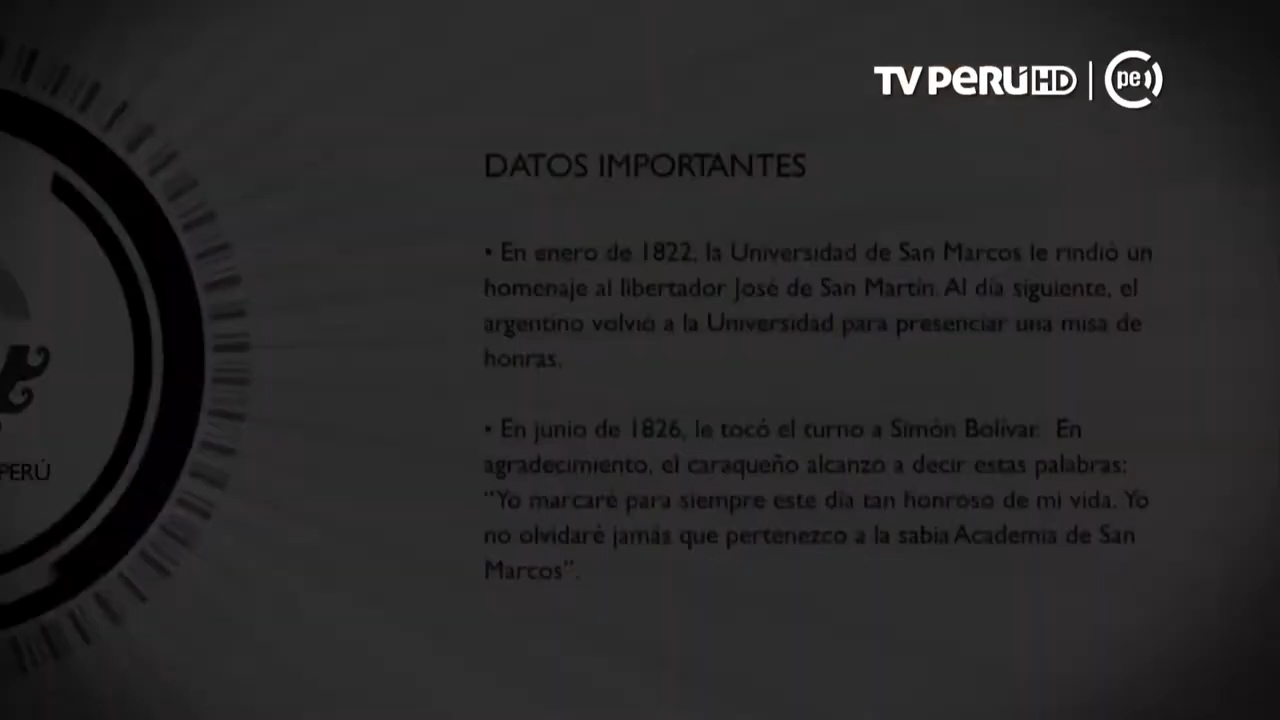 TV PERÚ HD | pe
DATOS IMPORTANTES
• En enero de 1822, la Universidad de San Marcos le rindió un
homenaje al libertador José de San Martín. Al día siguiente, el
argentino volvió a la Universidad para presenciar una misa de
honras.
• En junio de 1826, le tocó el turno a Simón Bolívar. En
agradecimiento, el caraqueño alcanzo a decir estas palabras:
"Yo marcaré para siempre este día tan honroso de mi vida. Yo
no olvidaré jamás que pertenezco a la sabia Academia de San
Marcos".
PERÚ